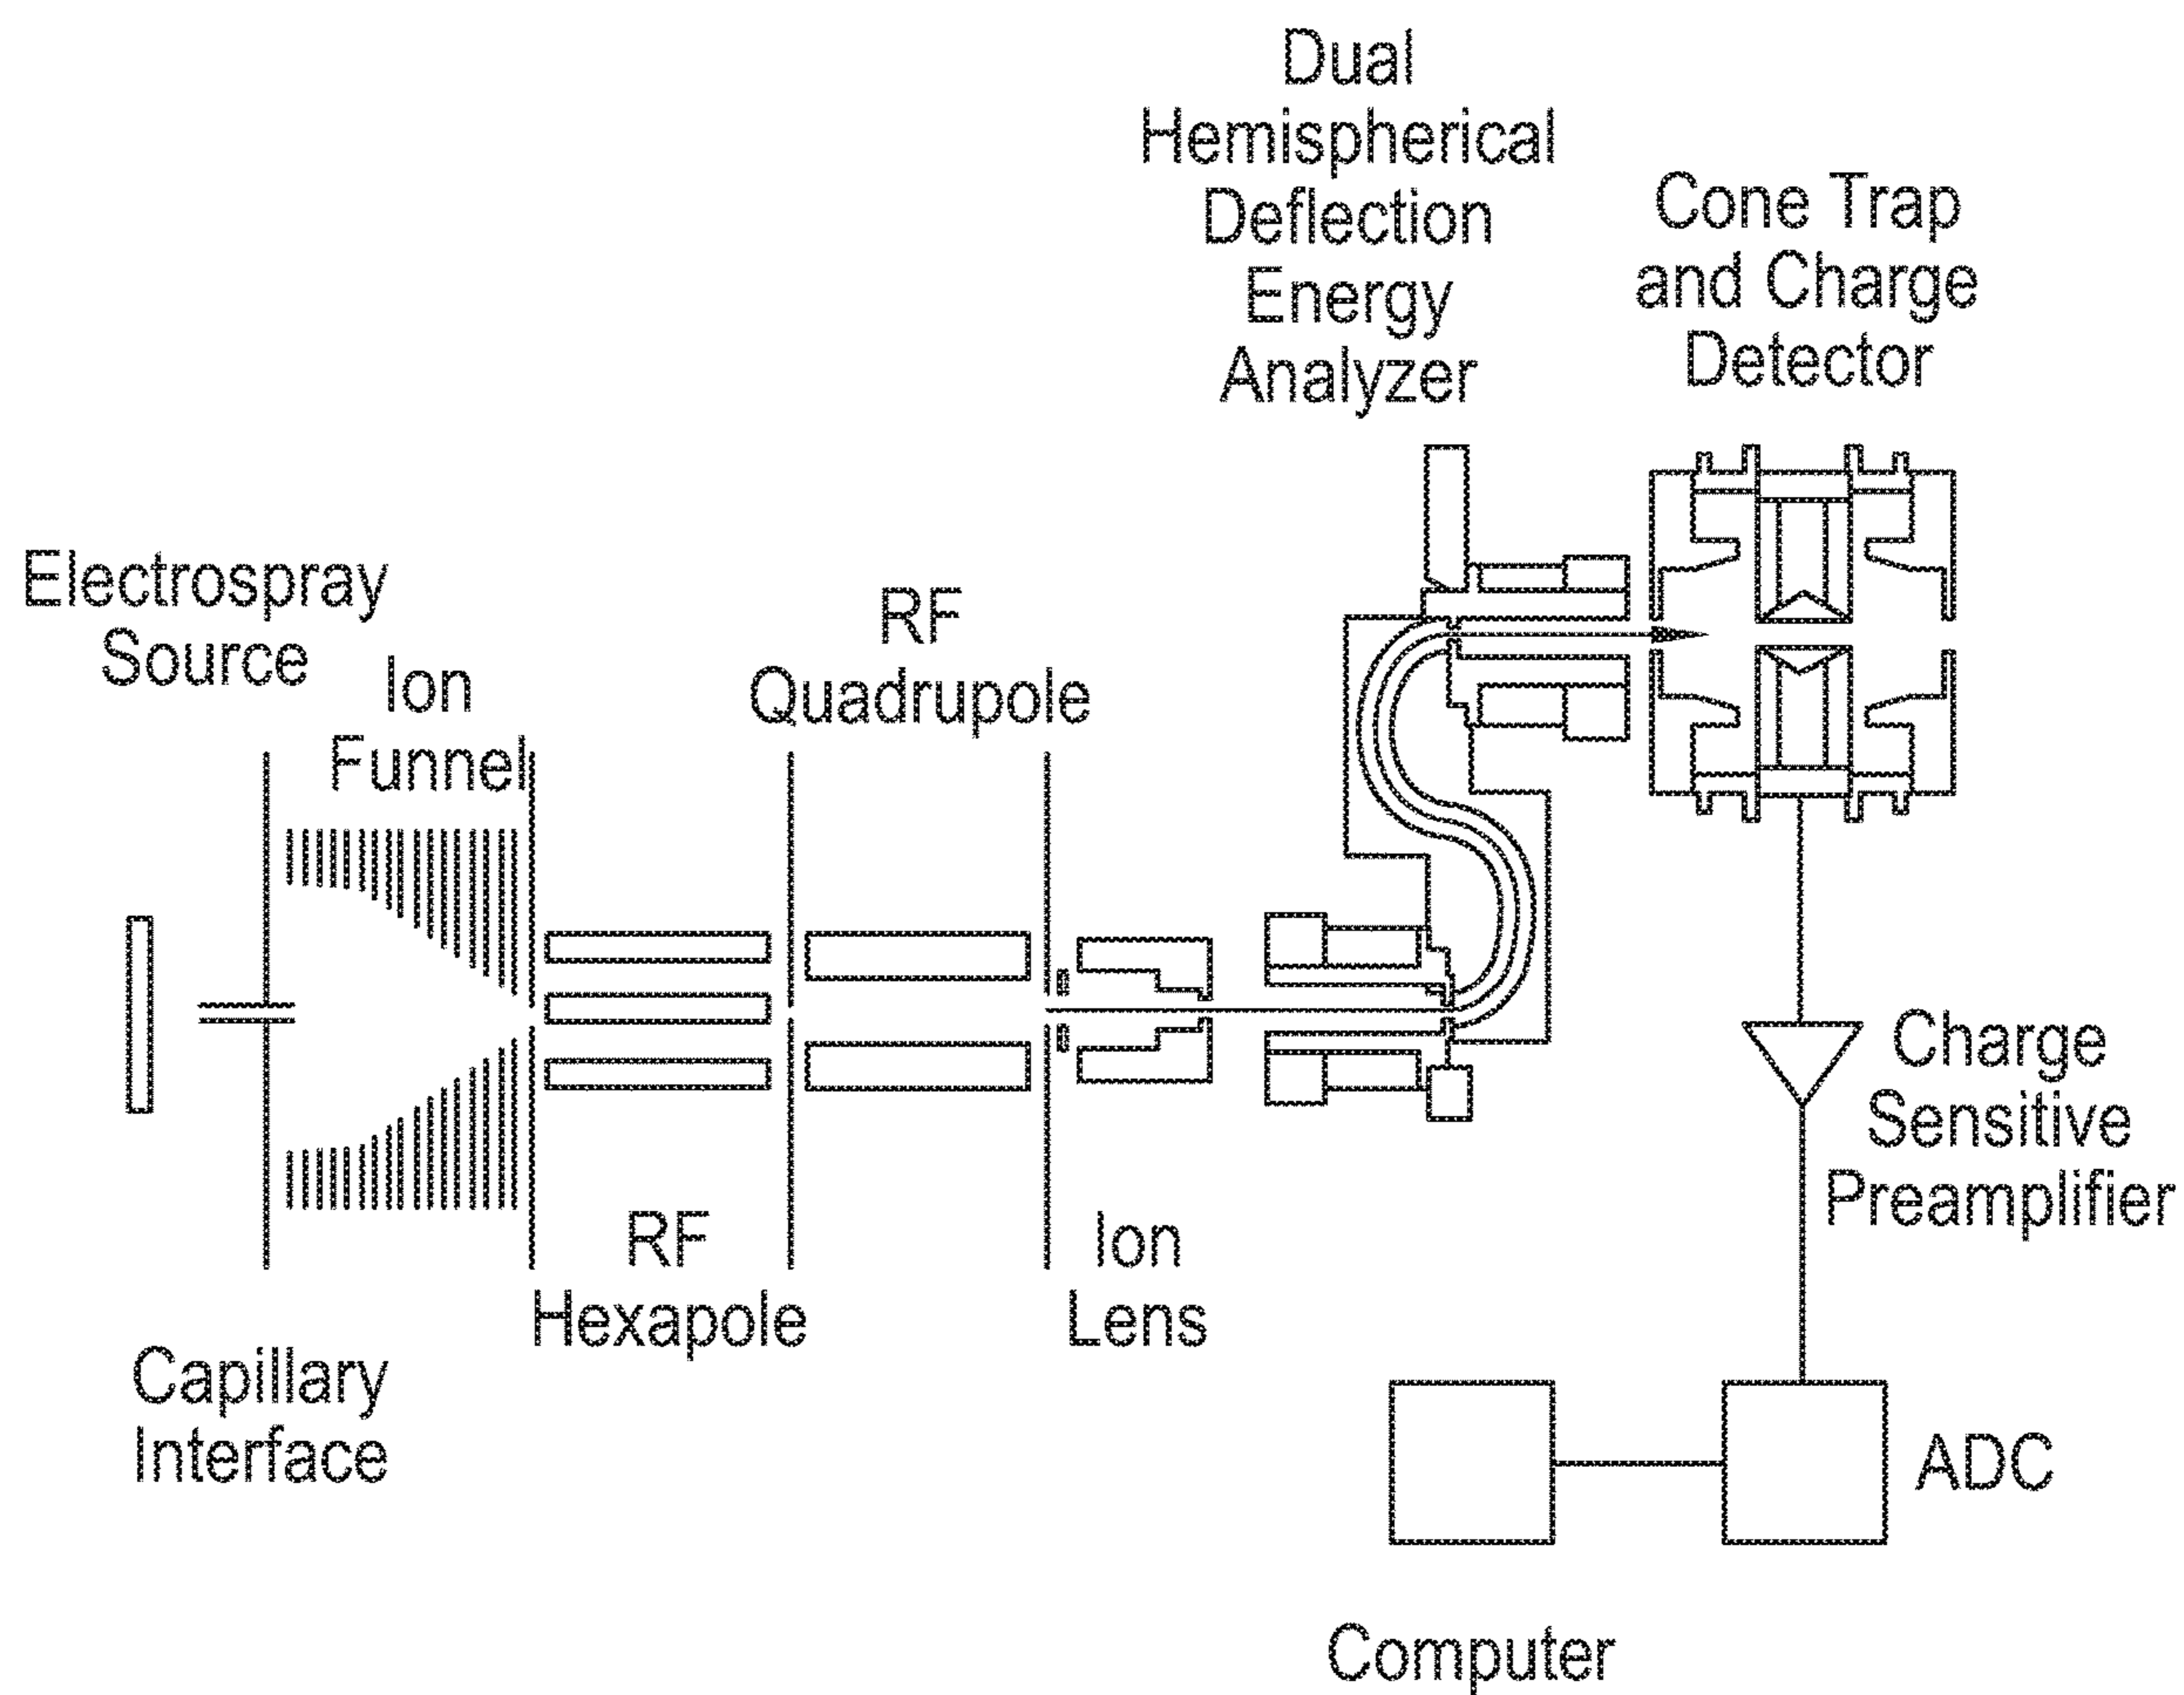 Dual
Hemispherical
Deflection
Energy
Analyzer
Cone Trap
and Charge
Detector
Electrospray
Source
Ion
Funnel
RF
Quadrupole
RF
Hexapole
Ion
Lens
Capillary
Interface
Charge
Sensitive
Preamplifier
ADC
Computer